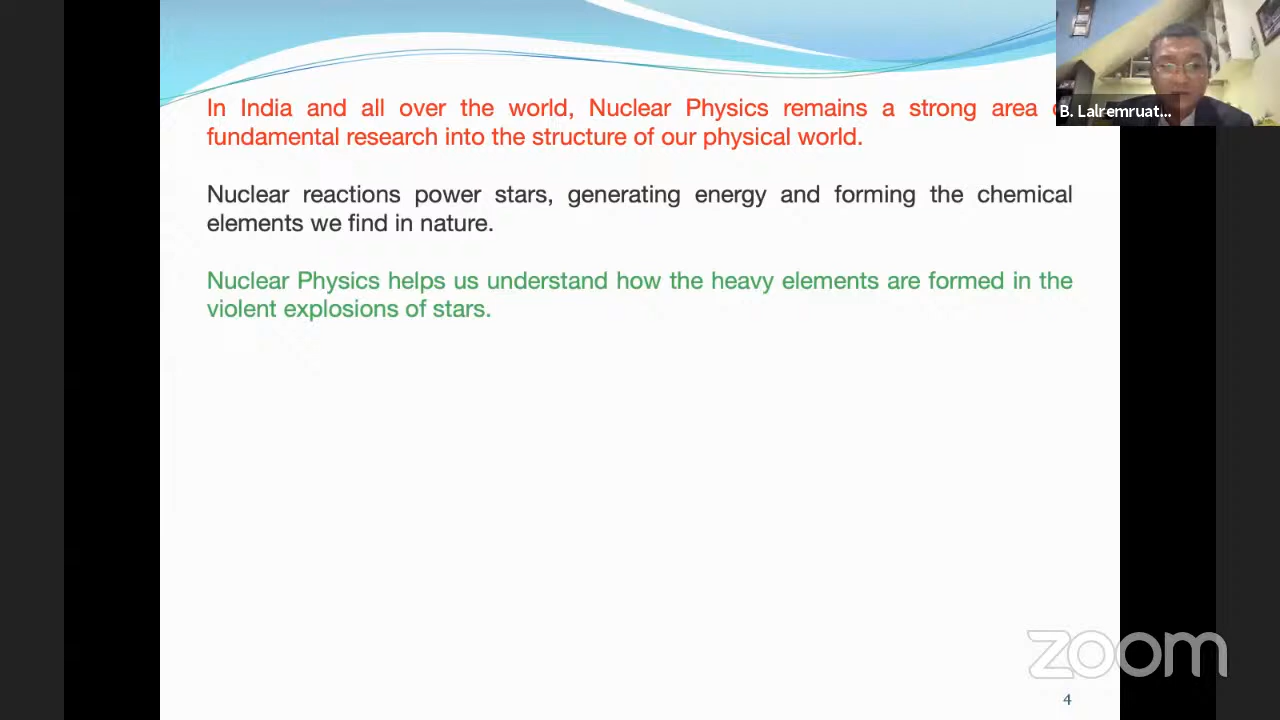 In India and all over the world, Nuclear Physics remains a strong area
fundamental research into the structure of our physical world.
Nuclear reactions power stars, generating energy and forming the chemical
elements we find in nature.
Nuclear Physics helps us understand how the heavy elements are formed in the
violent explosions of stars.
B. Lalremruat...
zoom
4